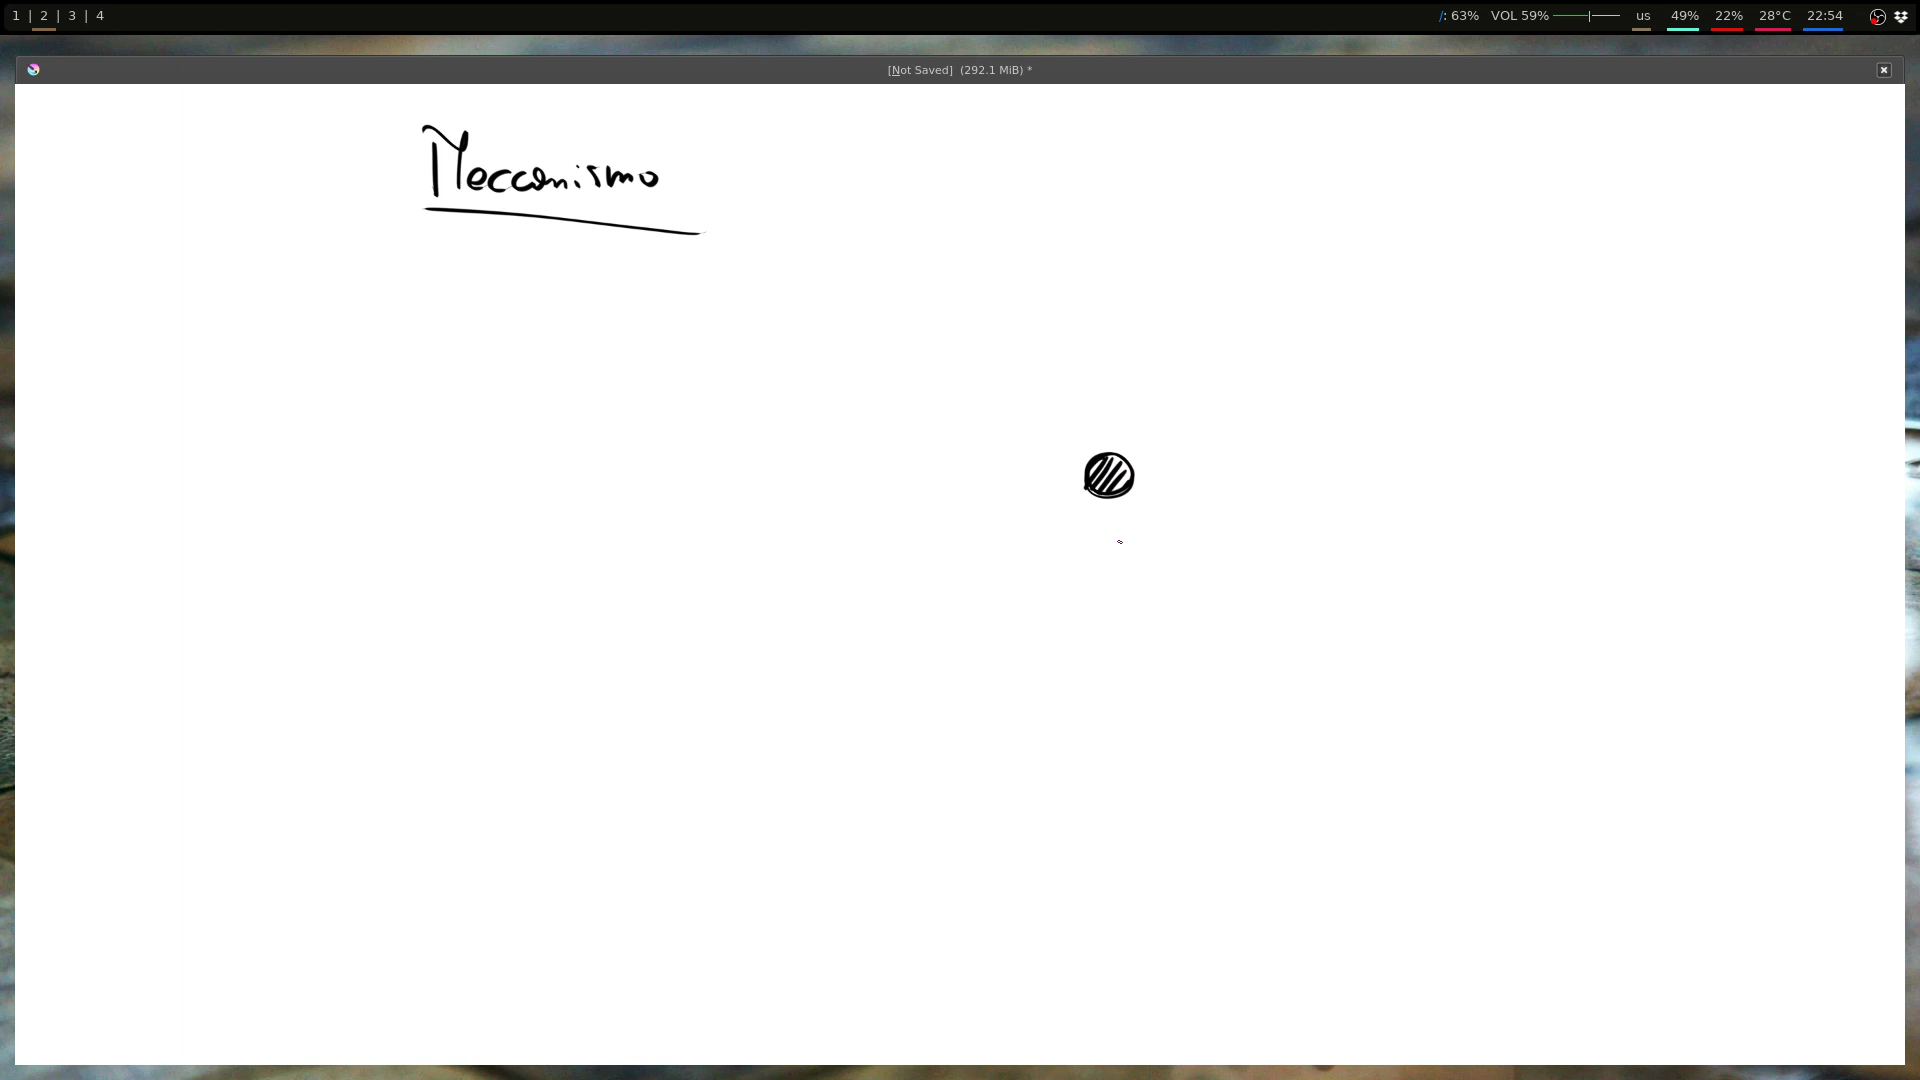 1 | 2 | 3 | 4 /: 63% VOL 59% us 49% 22% 28°C 22:54
[Not Saved] (292.1 MiB) *
Meccanismo